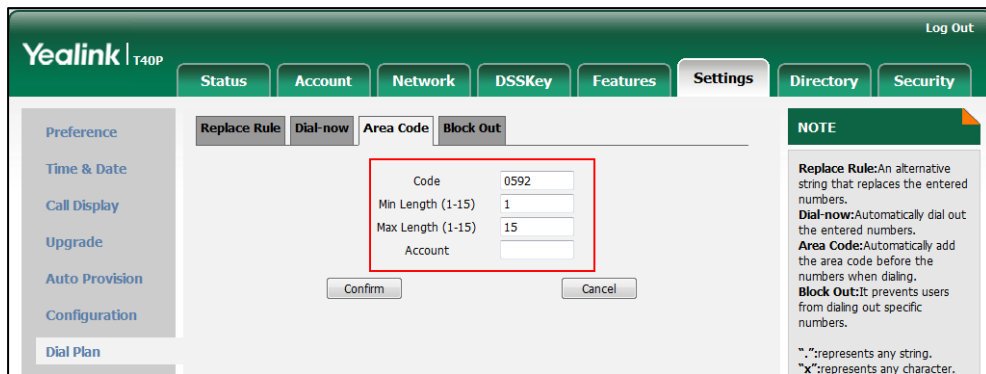 Log Out
Yealink T40P
Status Account Network DSSKey Features Settings Directory Security
Preference
Time & Date
Call Display
Upgrade
Auto Provision
Configuration
Dial Plan
Replace Rule Dial-now Area Code Block Out
Code 0592
Min Length (1-15) 1
Max Length (1-15) 15
Account
Confirm Cancel
NOTE
Replace Rule:An alternative
string that replaces the entered
numbers.
Dial-now:Automatically dial out
the entered numbers.
Area Code:Automatically add
the area code before the
numbers when dialing.
Block Out:It prevents users
from dialing out specific
numbers.
".":represents any string.
"x":represents any character.